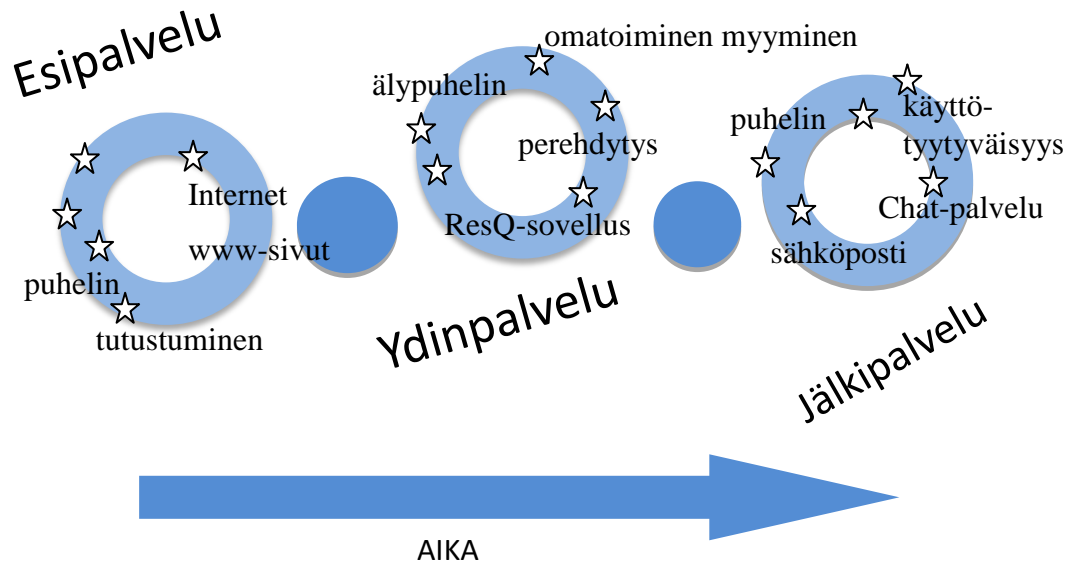 Esipalvelu
Internet
www-sivut
puhelin
tutustuminen
omatoiminen myyminen
älypuhelin
perehdytys
ResQ-sovellus
Ydinpalvelu
puhelin
käyttö-
tyytyväisyys
Chat-palvelu
sähköposti
Jälkipalvelu
AIKA